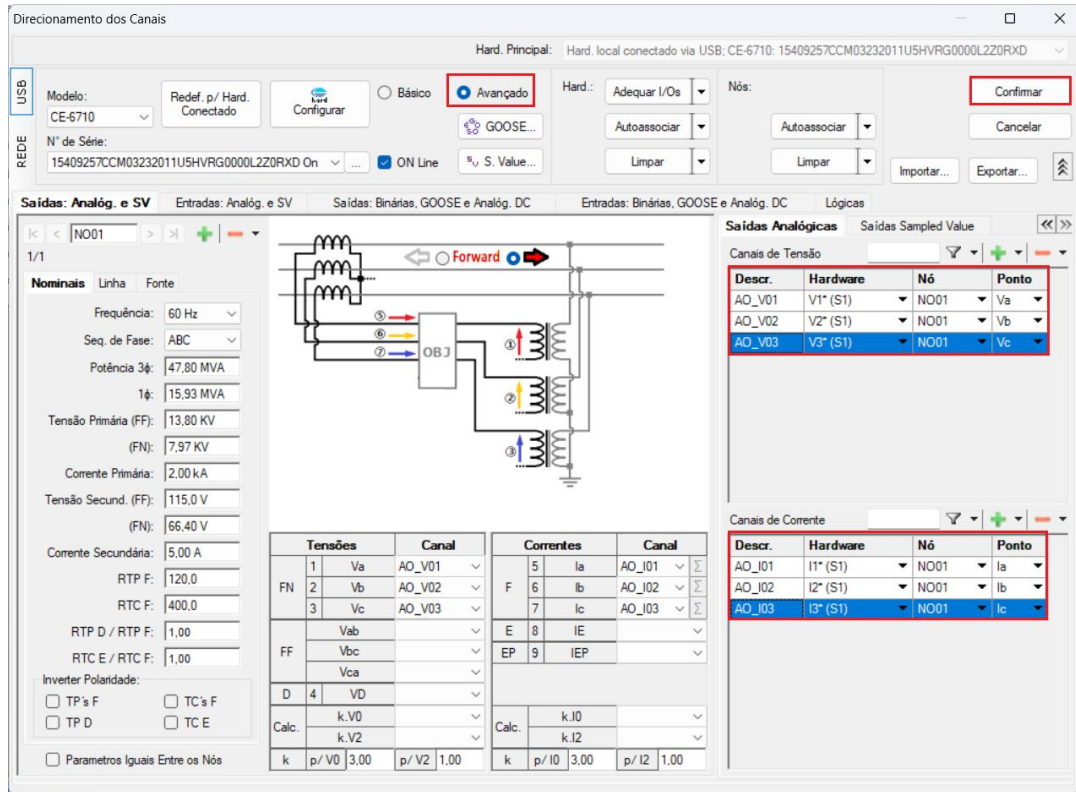 Direcionamento dos Canais
Hard. Principal: Hard. local conectado via USB; CE-6710: 15409257CCM03232011U5HVRG0000L2Z0RXD
USB
REDE
Modelo:
CE-6710
Redef. p/ Hard. Conectado
hard
Configurar
Básico
Avançado
GOOSE...
S. Value...
N° de Série:
15409257CCM03232011U5HVRG0000L2Z0RXD On
...
ON Line
Hard.:
Adequar I/Os
Autoassociar
Limpar
Nós:
Autoassociar
Limpar
Importar...
Exportar...
Confirmar
Cancelar
Saídas: Analóg. e SV
Entradas: Analóg. e SV
Saídas: Binárias, GOOSE e Analóg. DC
Entradas: Binárias, GOOSE e Analóg. DC
Lógicas
NO01
1/1
Nominais Linha Fonte
Frequência: 60 Hz
Seq. de Fase: ABC
Potência 3ϕ: 47,80 MVA
1ϕ: 15,93 MVA
Tensão Primária (FF): 13,80 KV
(FN): 7,97 KV
Corrente Primária: 2,00 kA
Tensão Secund. (FF): 115,0 V
(FN): 66,40 V
Corrente Secundária: 5,00 A
RTP F: 120,0
RTC F: 400,0
RTP D / RTP F: 1,00
RTC E / RTC F: 1,00
Inverter Polaridade:
TP's F TC's F
TP D TC E
Parametros Iguais Entre os Nós
Forward
⑤
⑥
⑦
OBJ
①
②
③
Tensões Canal
FN 1 Va AO_V01
2 Vb AO_V02
3 Vc AO_V03
FF Vab
Vbc
Vca
D 4 VD
Calc. k.V0
k.V2
k p/ V0 3,00 p/ V2 1,00
Correntes Canal
F 5 Ia AO_I01 Σ
6 Ib AO_I02 Σ
7 Ic AO_I03 Σ
E 8 IE
EP 9 IEP
Calc. k.I0
k.I2
k p/ I0 3,00 p/ I2 1,00
Saídas Analógicas Saídas Sampled Value
Canais de Tensão
Descr. Hardware Nó Ponto
AO_V01 V1* (S1) NO01 Va
AO_V02 V2* (S1) NO01 Vb
AO_V03 V3* (S1) NO01 Vc
Canais de Corrente
Descr. Hardware Nó Ponto
AO_I01 I1* (S1) NO01 Ia
AO_I02 I2* (S1) NO01 Ib
AO_I03 I3* (S1) NO01 Ic